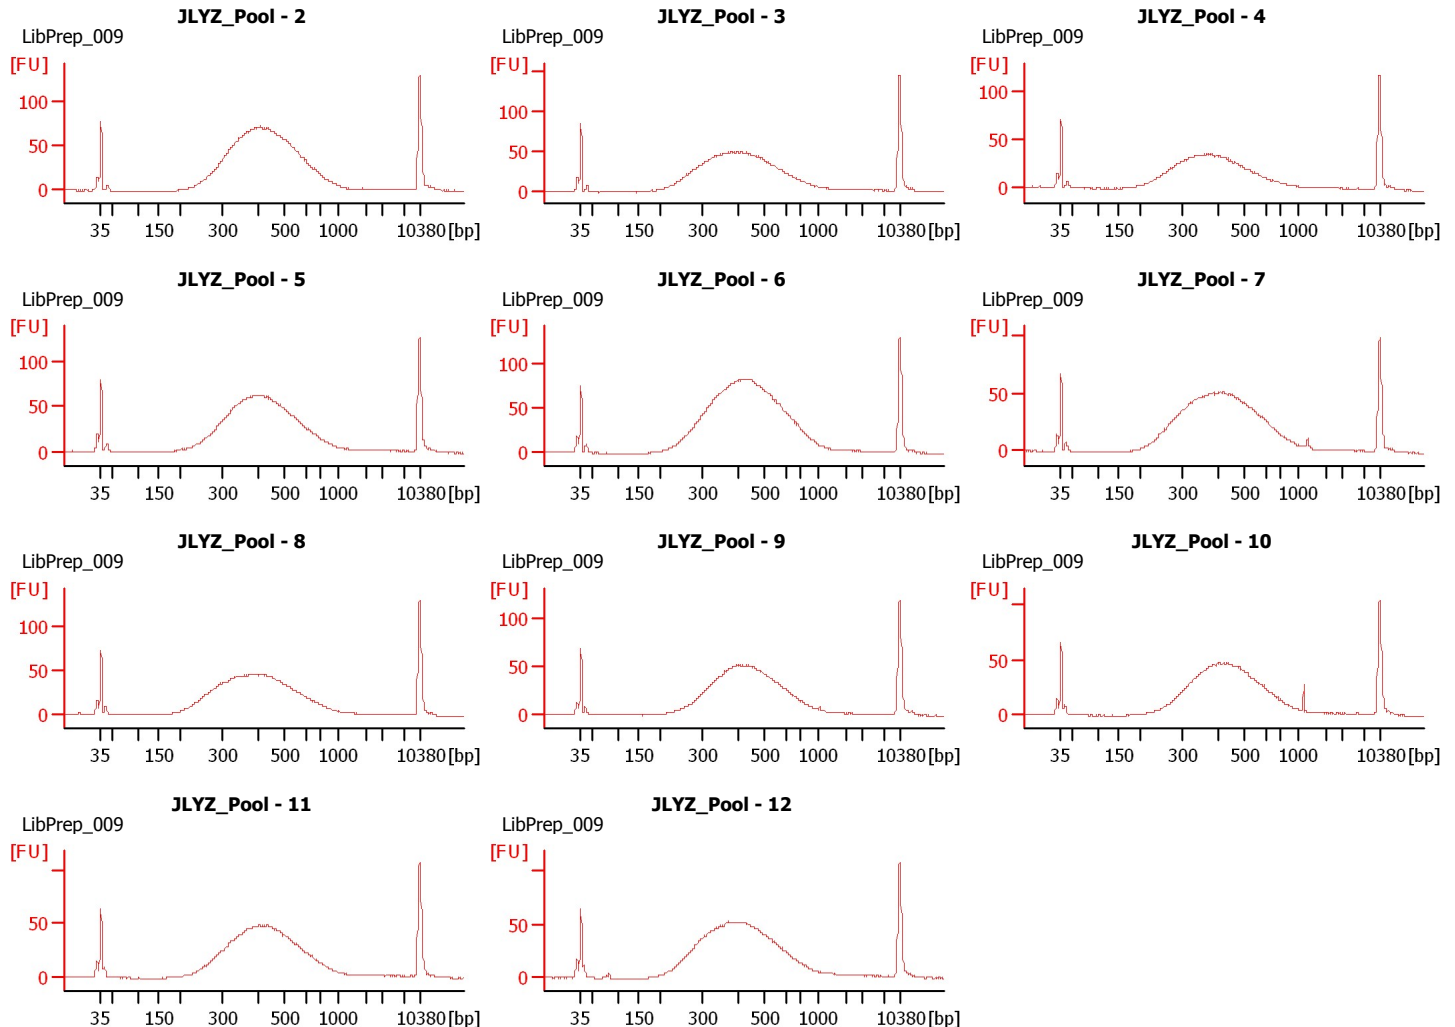 JLYZ_Pool - 2
LibPrep_009
[FU]
100
50
0
35 150 300 500 1000 10380 [bp]
JLYZ_Pool - 3
LibPrep_009
[FU]
100
50
0
35 150 300 500 1000 10380 [bp]
JLYZ_Pool - 4
LibPrep_009
[FU]
100
50
0
35 150 300 500 1000 10380 [bp]
JLYZ_Pool - 5
LibPrep_009
[FU]
100
50
0
35 150 300 500 1000 10380 [bp]
JLYZ_Pool - 6
LibPrep_009
[FU]
100
50
0
35 150 300 500 1000 10380 [bp]
JLYZ_Pool - 7
LibPrep_009
[FU]
50
0
35 150 300 500 1000 10380 [bp]
JLYZ_Pool - 8
LibPrep_009
[FU]
100
50
0
35 150 300 500 1000 10380 [bp]
JLYZ_Pool - 9
LibPrep_009
[FU]
100
50
0
35 150 300 500 1000 10380 [bp]
JLYZ_Pool - 10
LibPrep_009
[FU]
50
0
35 150 300 500 1000 10380 [bp]
JLYZ_Pool - 11
LibPrep_009
[FU]
50
0
35 150 300 500 1000 10380 [bp]
JLYZ_Pool - 12
LibPrep_009
[FU]
50
0
35 150 300 500 1000 10380 [bp]